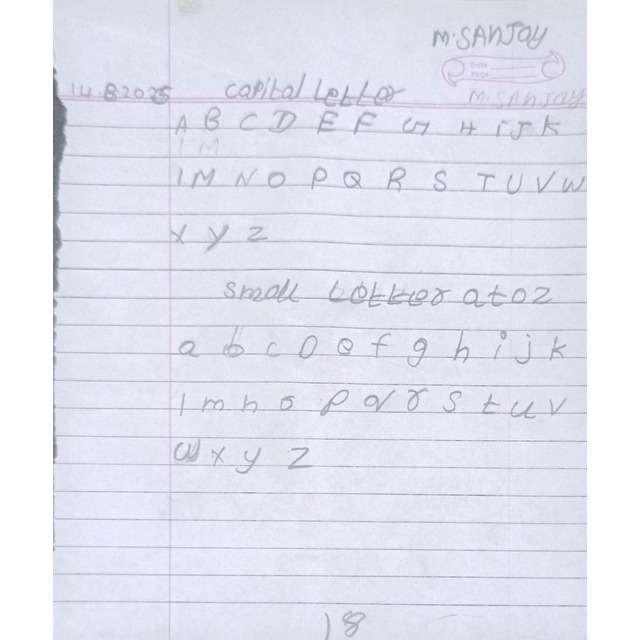 M.SANJAY
Date
Page
14.8.2025 capital Letter M.SANJAY
A B C D E F G H i J K
I M
I M N O P Q R S T U V W
X Y Z
small Letter a to z
a b c D e f g h i j k
l m n o p q r s t u v
w x y z
18